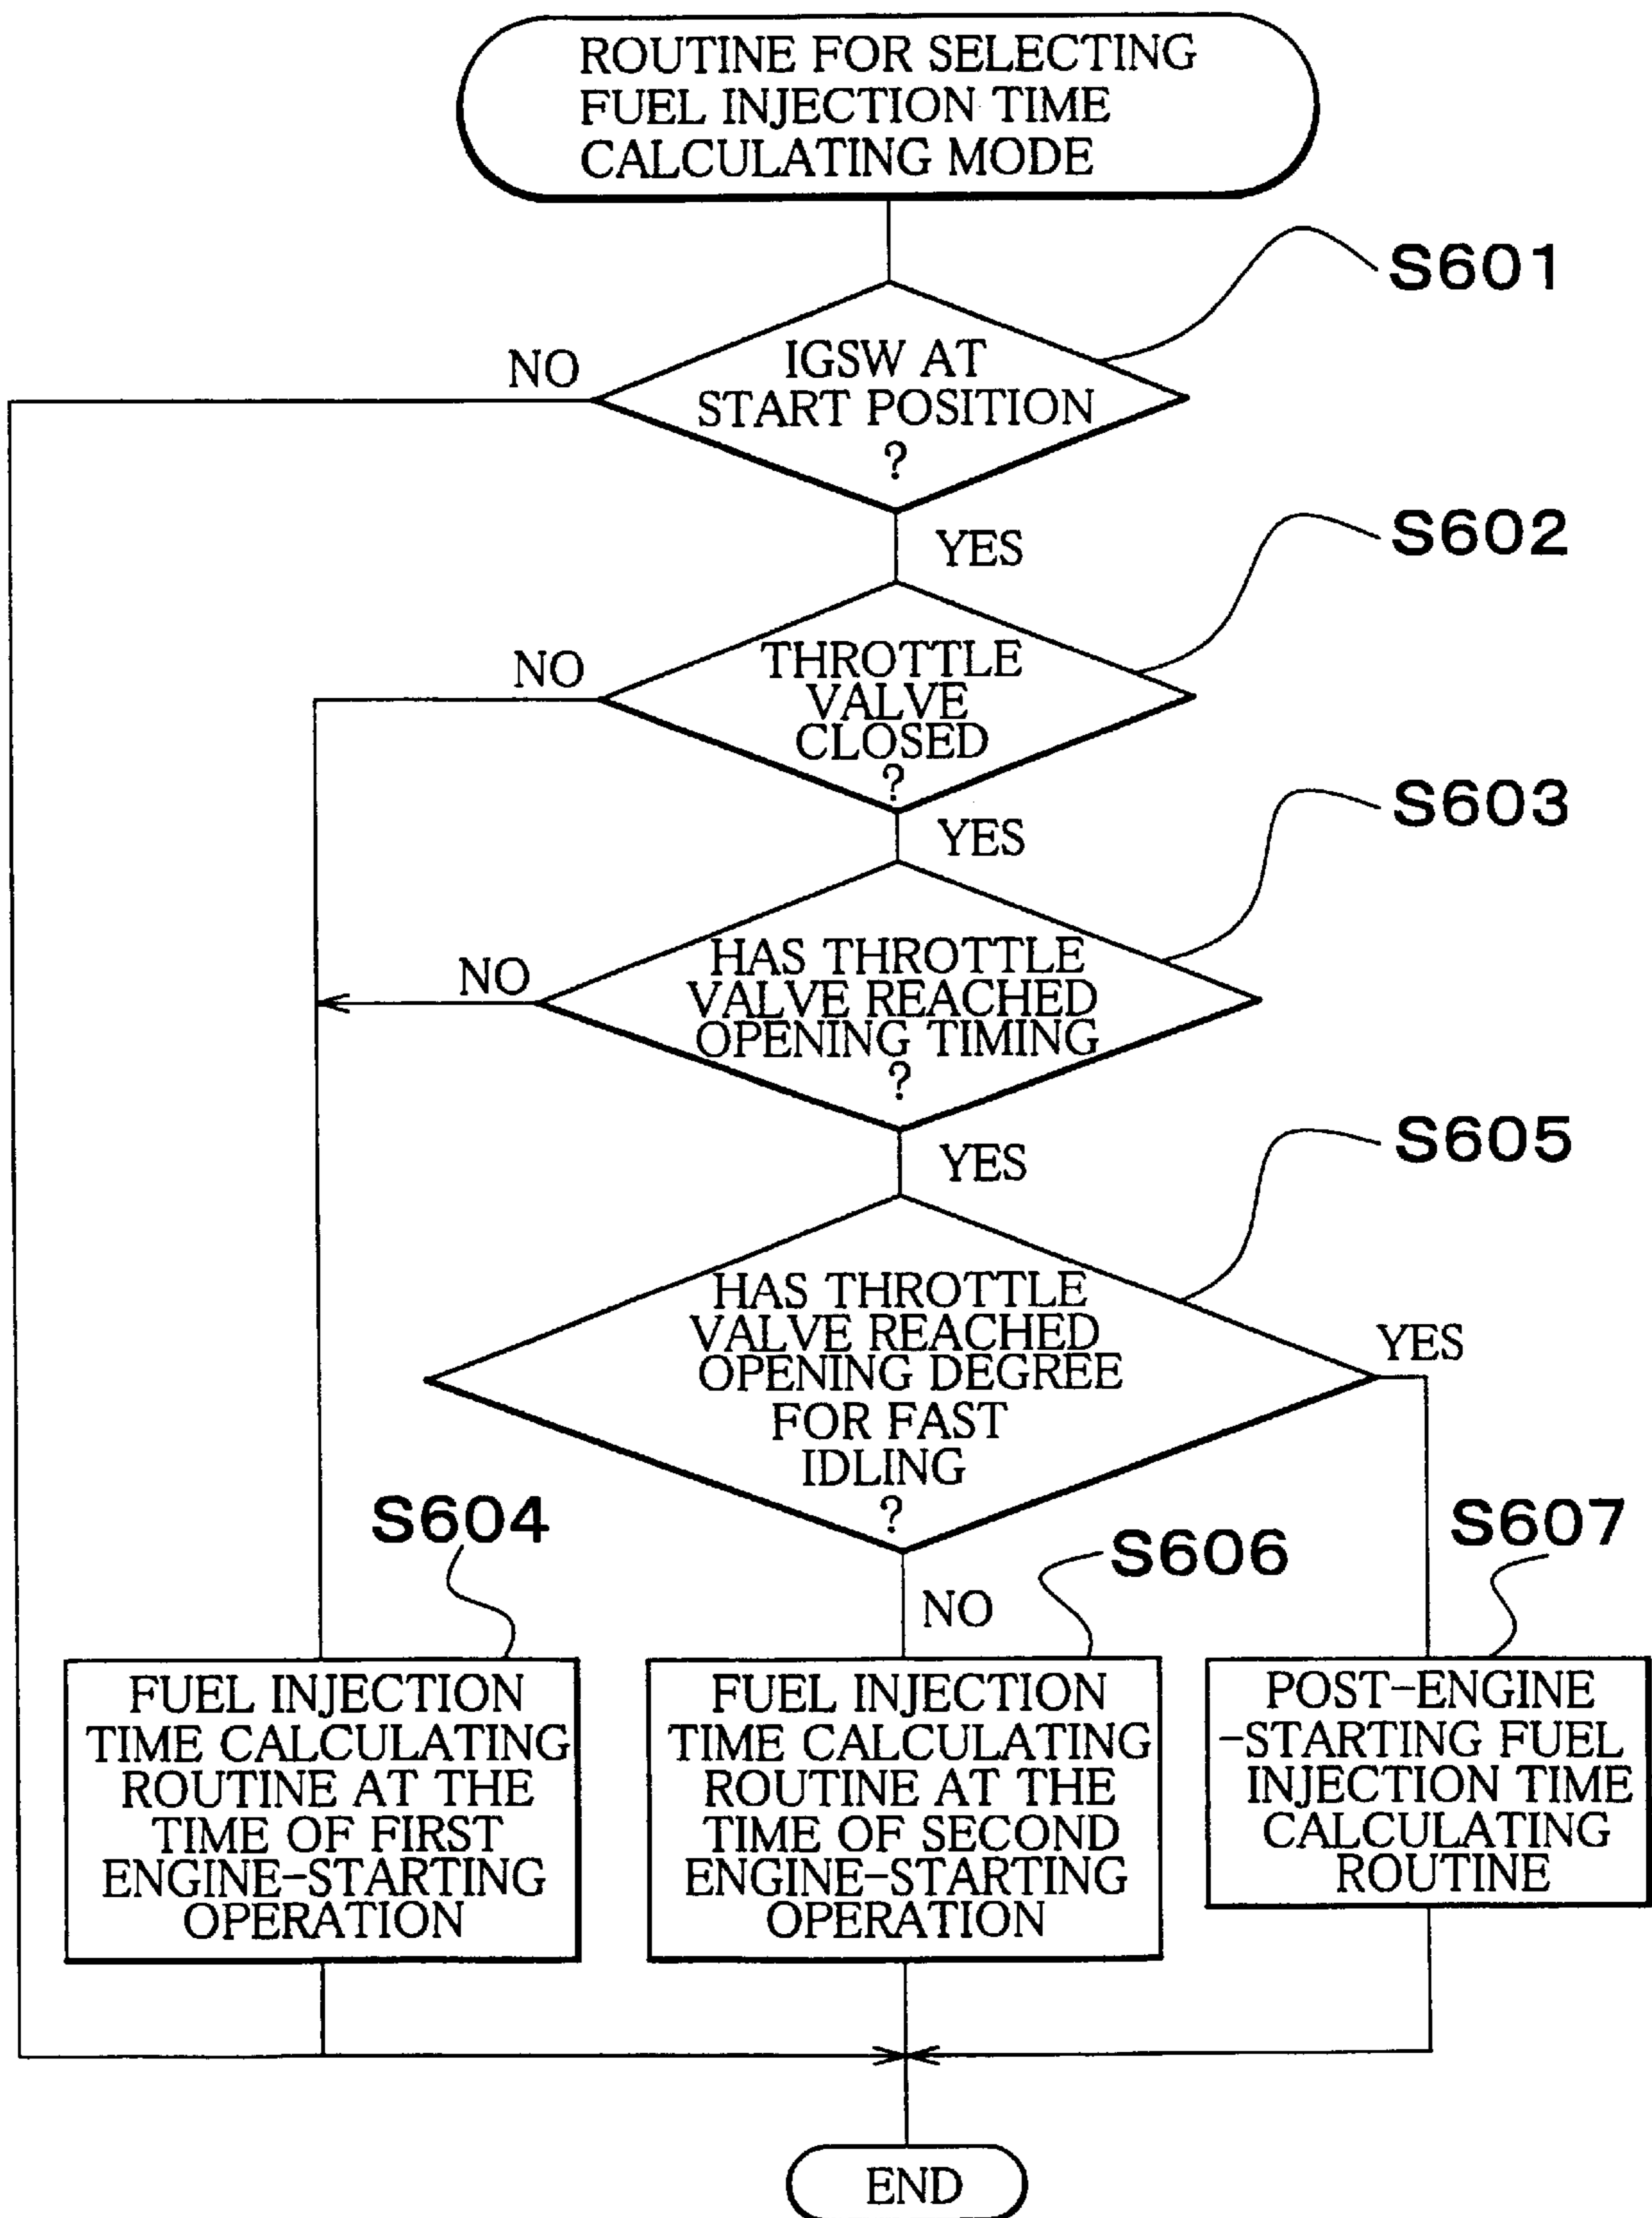 ROUTINE FOR SELECTING
FUEL INJECTION TIME
CALCULATING MODE
S601
NO
IGSW AT
START POSITION
?
YES
S602
NO
THROTTLE
VALVE
CLOSED
?
YES
S603
NO
HAS THROTTLE
VALVE REACHED
OPENING TIMING
?
YES
S605
HAS THROTTLE
VALVE REACHED
OPENING DEGREE
FOR FAST
IDLING
?
YES
NO
S604
FUEL INJECTION
TIME CALCULATING
ROUTINE AT THE
TIME OF FIRST
ENGINE-STARTING
OPERATION
S606
FUEL INJECTION
TIME CALCULATING
ROUTINE AT THE
TIME OF SECOND
ENGINE-STARTING
OPERATION
S607
POST-ENGINE
-STARTING FUEL
INJECTION TIME
CALCULATING
ROUTINE
END